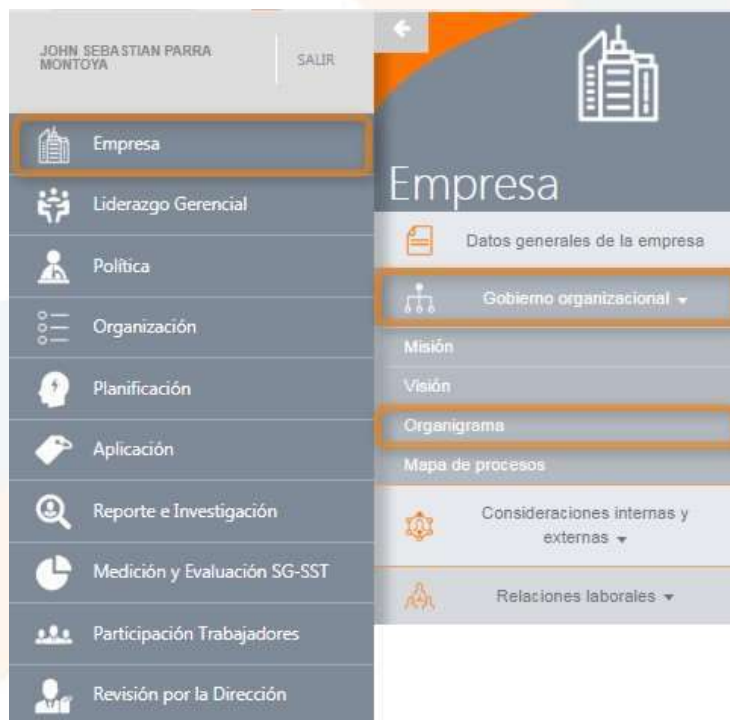 JOHN SEBASTIAN PARRA
MONTOYA
SALIR
Empresa
Liderazgo Gerencial
Política
Organización
Planificación
Aplicación
Reporte e Investigación
Medición y Evaluación SG-SST
Participación Trabajadores
Revisión por la Dirección
Empresa
Datos generales de la empresa
Gobierno organizacional
Misión
Visión
Organigrama
Mapa de procesos
Consideraciones internas y
externas
Relaciones laborales